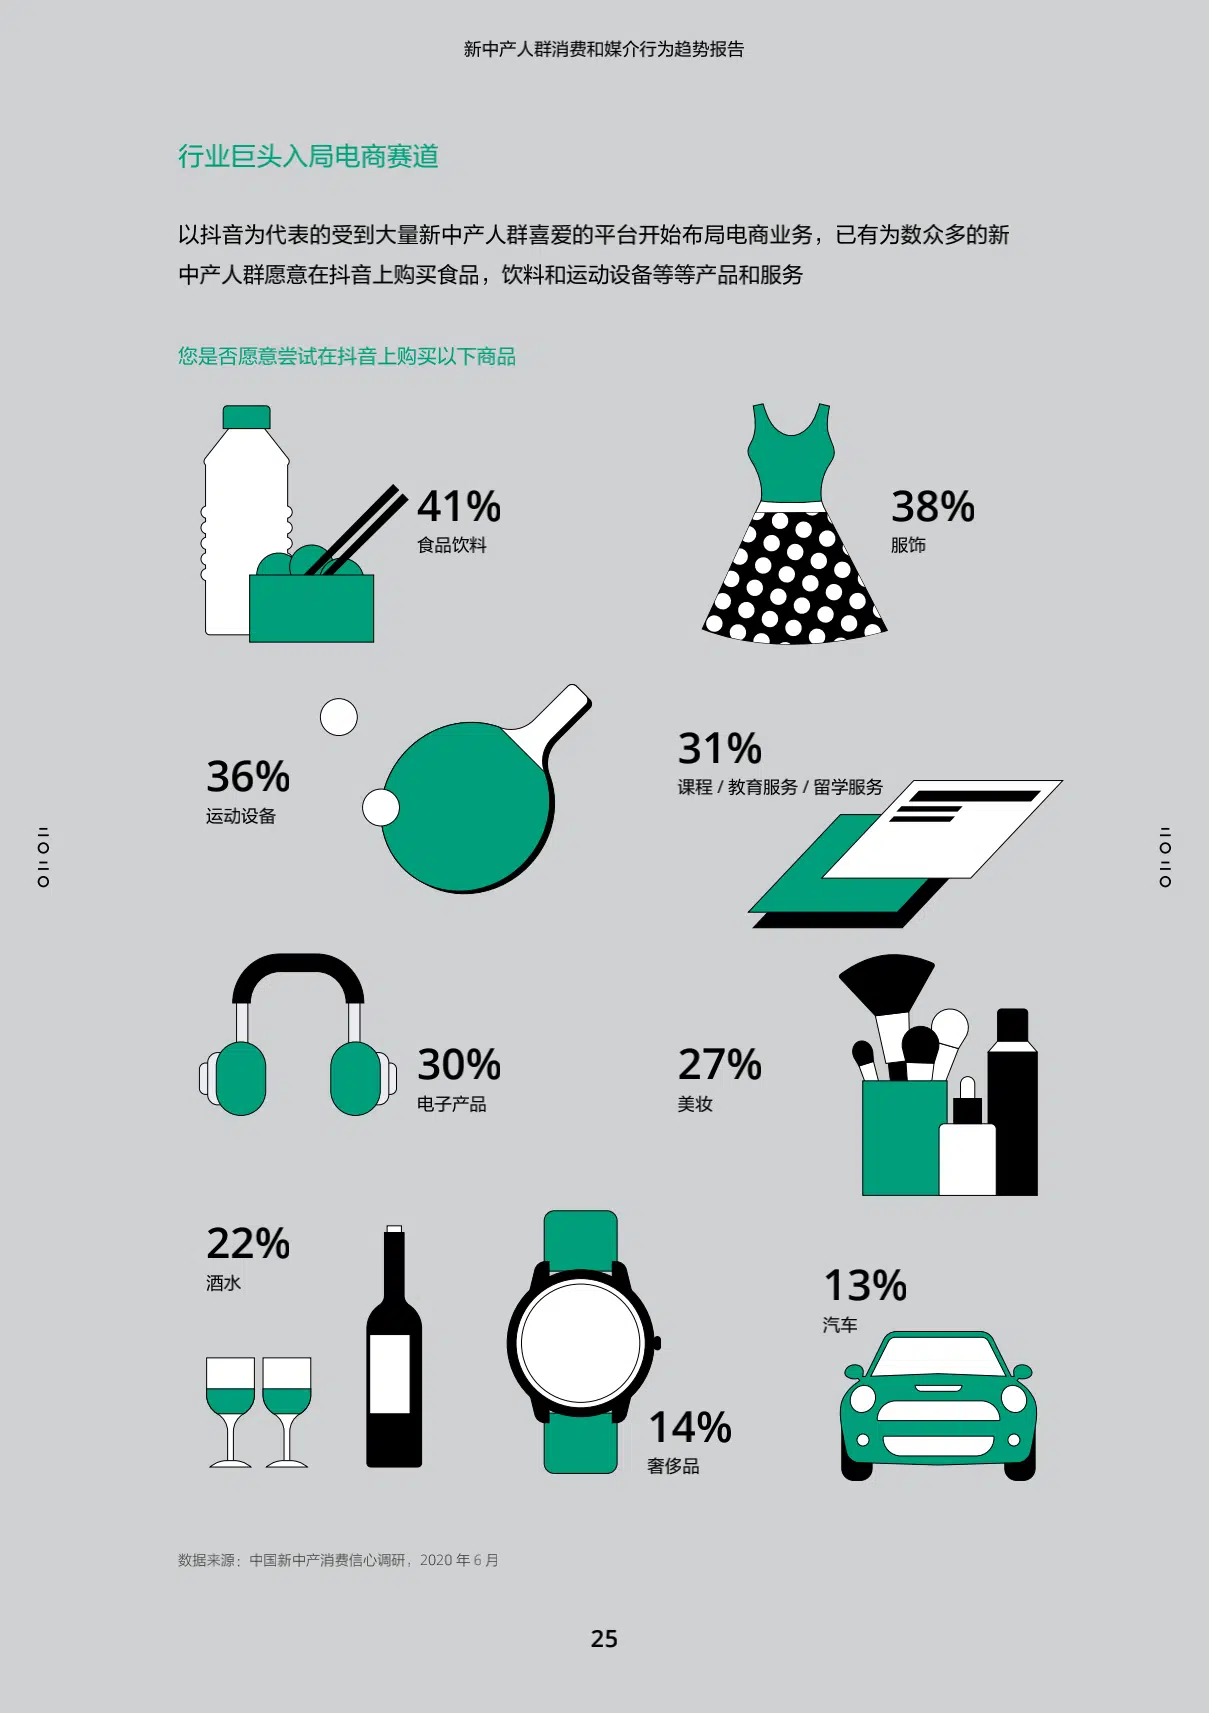 新中产人群消费和媒介行为趋势报告
行业巨头入局电商赛道
以抖音为代表的受到大量新中产人群喜爱的平台开始布局电商业务，已有为数众多的新
中产人群愿意在抖音上购买食品，饮料和运动设备等等产品和服务
您是否愿意尝试在抖音上购买以下商品
41%
食品饮料
38%
服饰
36%
运动设备
31%
课程 / 教育服务 / 留学服务
二〇二〇
二〇二〇
30%
电子产品
27%
美妆
22%
酒水
14%
奢侈品
13%
汽车
数据来源：中国新中产消费信心调研，2020 年 6 月
25